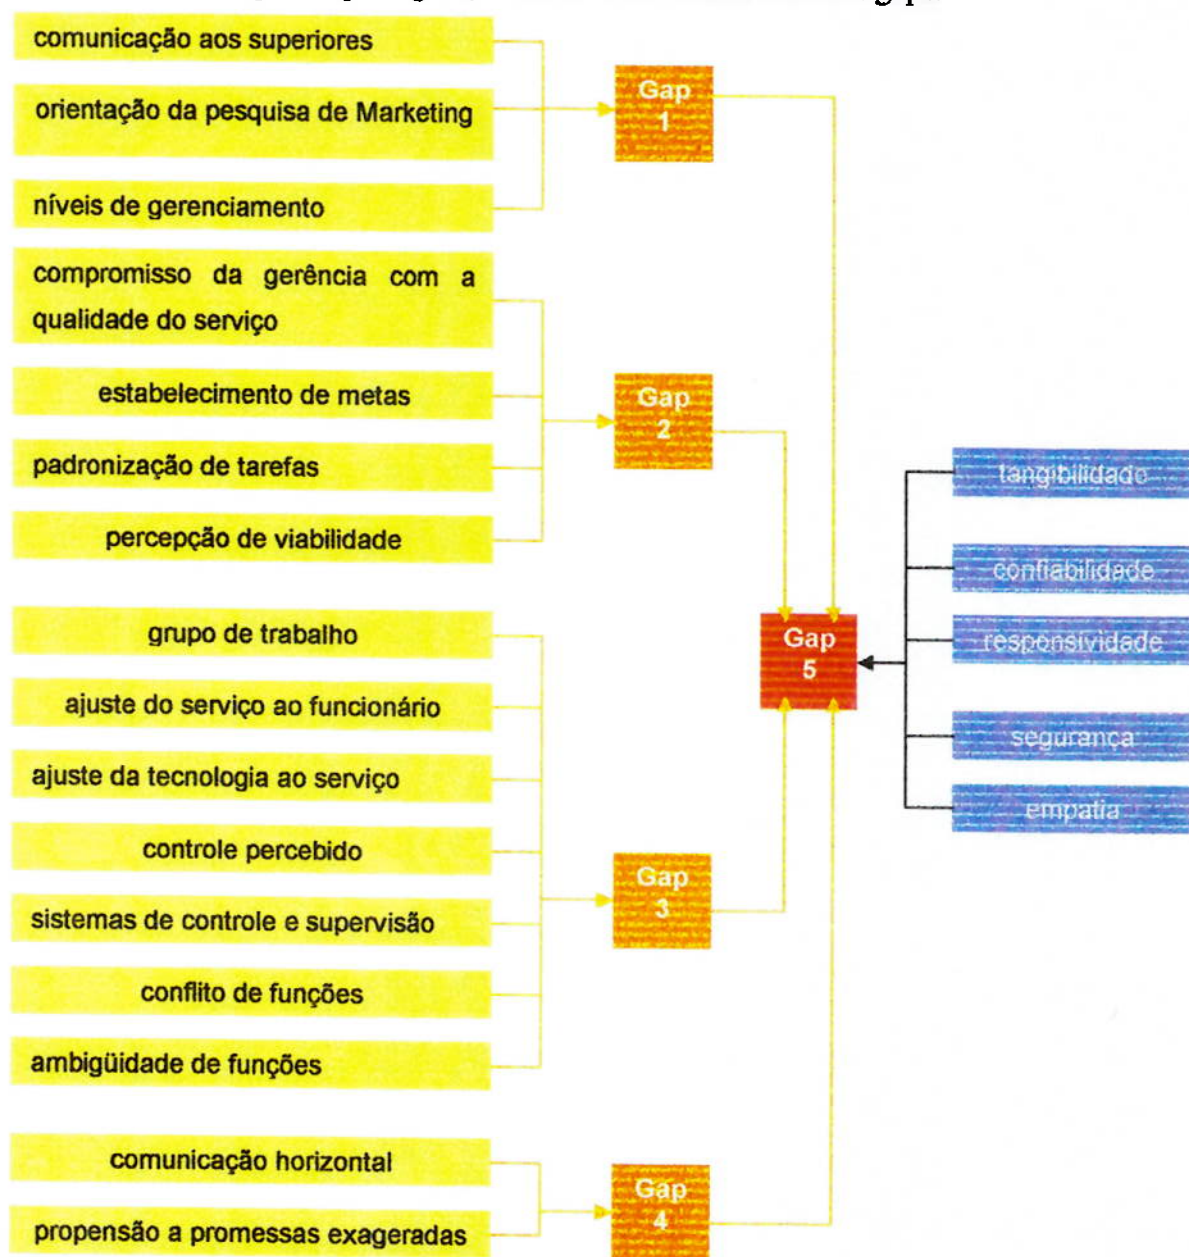 comunicação aos superiores
orientação da pesquisa de Marketing
níveis de gerenciamento
Gap
1
compromisso da gerência com a
qualidade do serviço
estabelecimento de metas
padronização de tarefas
percepção de viabilidade
Gap
2
grupo de trabalho
ajuste do serviço ao funcionário
ajuste da tecnologia ao serviço
controle percebido
sistemas de controle e supervisão
conflito de funções
ambigüidade de funções
Gap
3
comunicação horizontal
propensão a promessas exageradas
Gap
4
Gap
5
tangibilidade
confiabilidade
responsividade
segurança
empatia